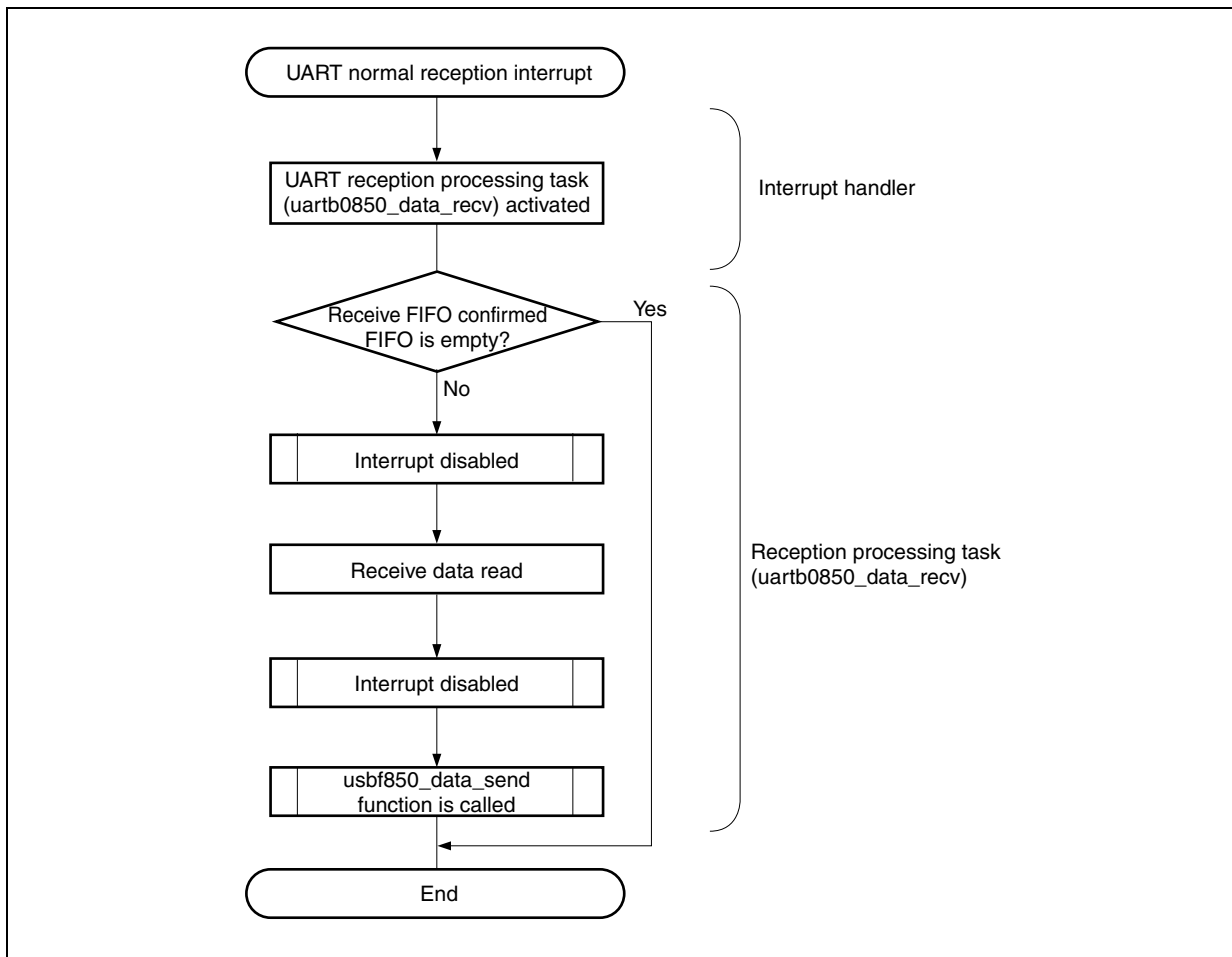 UART normal reception interrupt
UART reception processing task
(uartb0850_data_recv) activated
Interrupt handler
Receive FIFO confirmed
FIFO is empty?
Yes
No
Interrupt disabled
Receive data read
Reception processing task
(uartb0850_data_recv)
Interrupt disabled
usbf850_data_send
function is called
End